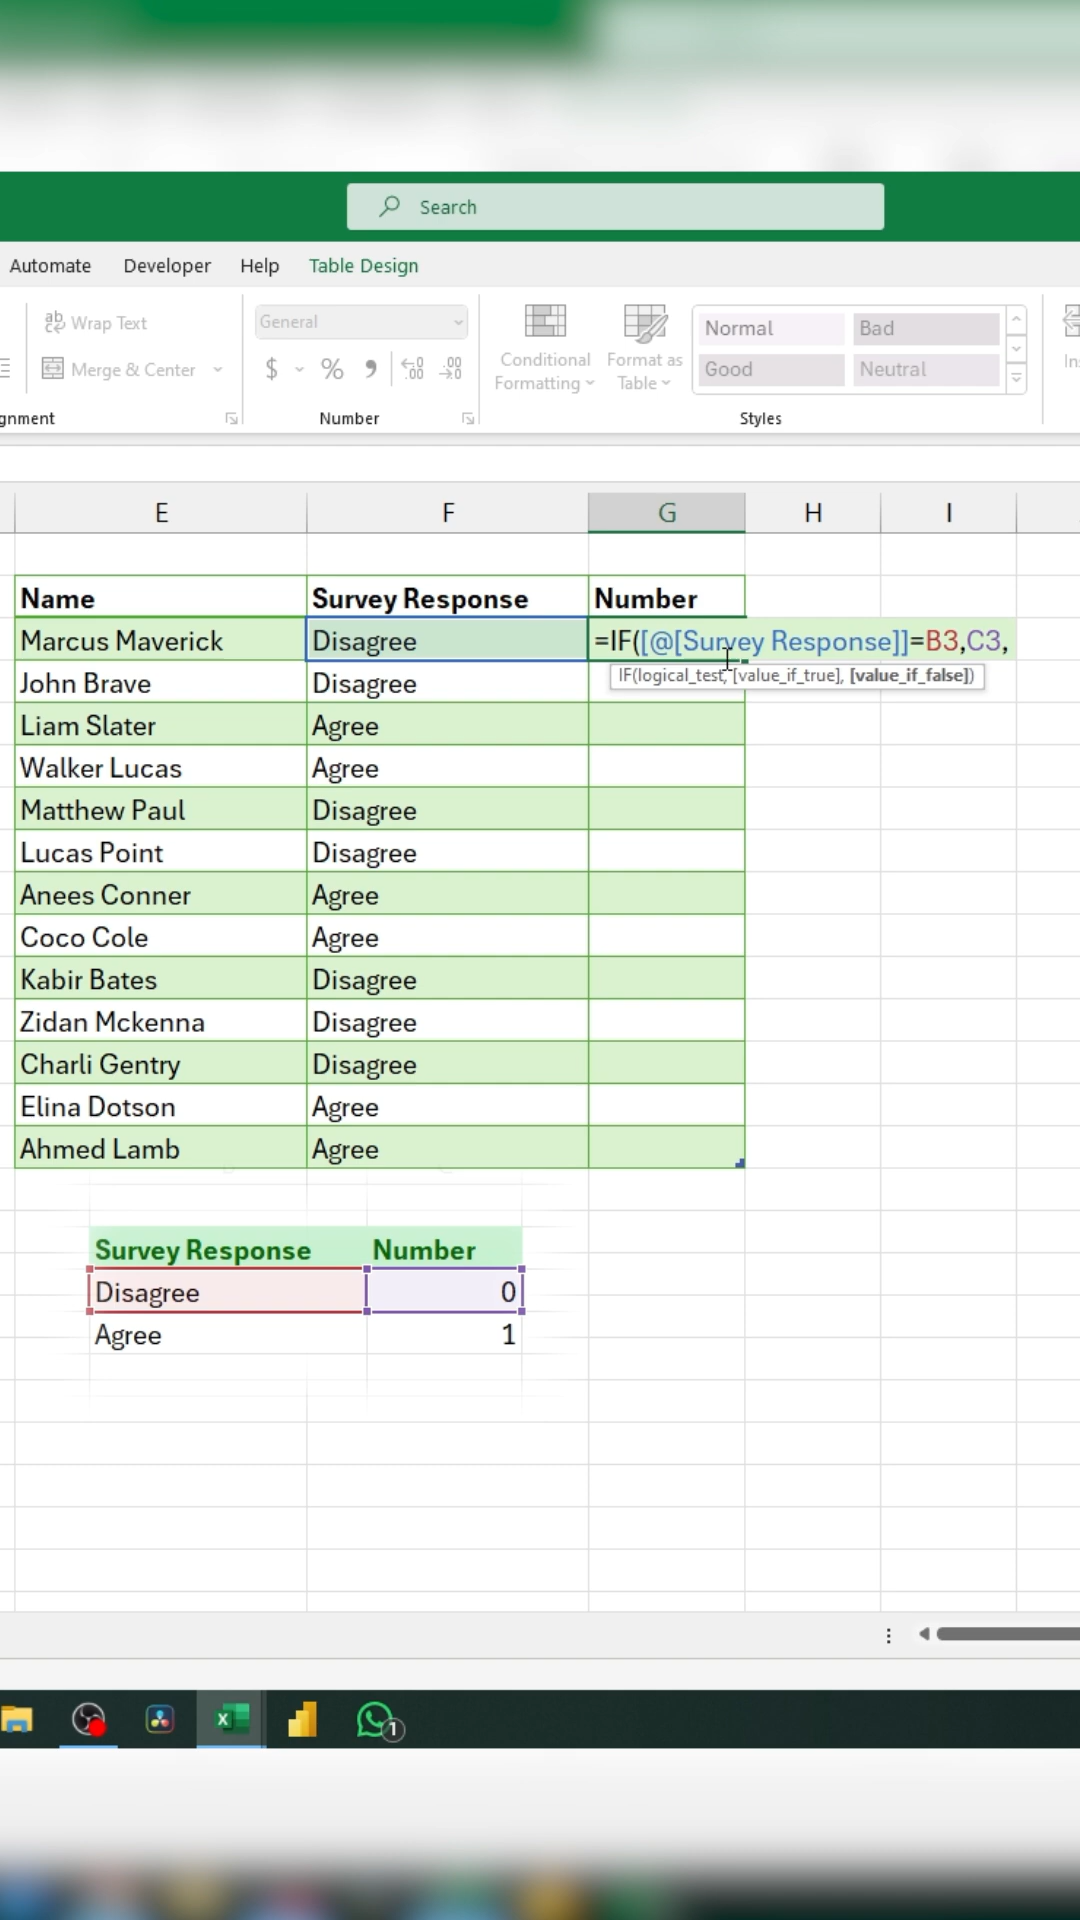 Search
Automate Developer Help Table Design
Wrap Text
General
Merge & Center
$ % ,
Conditional Formatting
Format as Table
Normal Bad
Good Neutral
gnment Number Styles
E F G H I
Name Survey Response Number
Marcus Maverick Disagree =IF([@[Survey Response]]=B3,C3,
IF(logical_test, [value_if_true], [value_if_false])
John Brave Disagree
Liam Slater Agree
Walker Lucas Agree
Matthew Paul Disagree
Lucas Point Disagree
Anees Conner Agree
Coco Cole Agree
Kabir Bates Disagree
Zidan Mckenna Disagree
Charli Gentry Disagree
Elina Dotson Agree
Ahmed Lamb Agree
Survey Response Number
Disagree 0
Agree 1
1